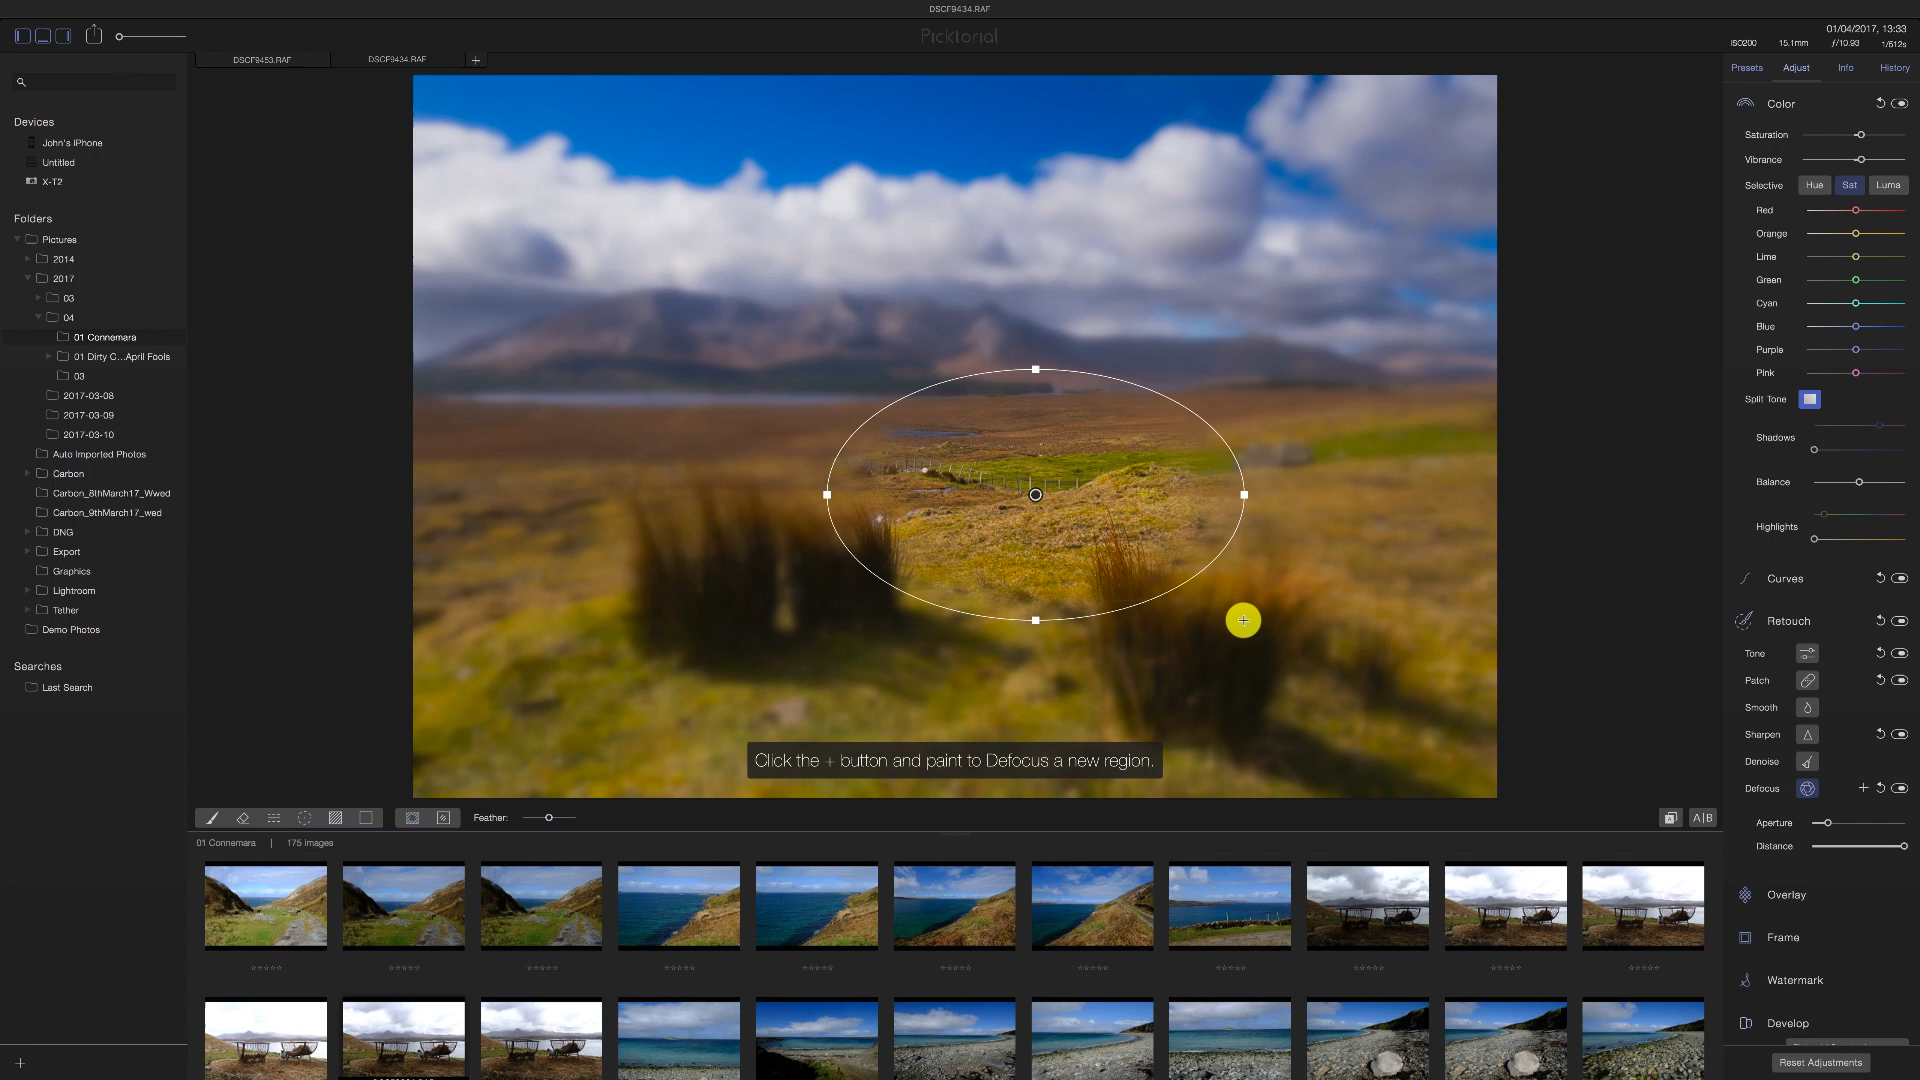 DSCF9434.RAF
Picktorial
01/04/2017, 13:33
ISO200 15.1mm ƒ/10.93 1/512s
DSCF9453.RAF DSCF9434.RAF +
Presets Adjust Info History
Devices
John's iPhone
Untitled
X-T2
Folders
Pictures
2014
2017
03
04
01 Connemara
01 Dirty C...April Fools
03
2017-03-08
2017-03-09
2017-03-10
Auto Imported Photos
Carbon
Carbon_8thMarch17_Wwed
Carbon_9thMarch17_wed
DNG
Export
Graphics
Lightroom
Tether
Demo Photos
Searches
Last Search
Click the + button and paint to Defocus a new region.
Feather:
A|B
01 Connemara | 175 images
Color
Saturation
Vibrance
Selective Hue Sat Luma
Red
Orange
Lime
Green
Cyan
Blue
Purple
Pink
Split Tone
Shadows
Balance
Highlights
Curves
Retouch
Tone
Patch
Smooth
Sharpen
Denoise
Defocus
Aperture
Distance
Overlay
Frame
Watermark
Develop
Reset Adjustments